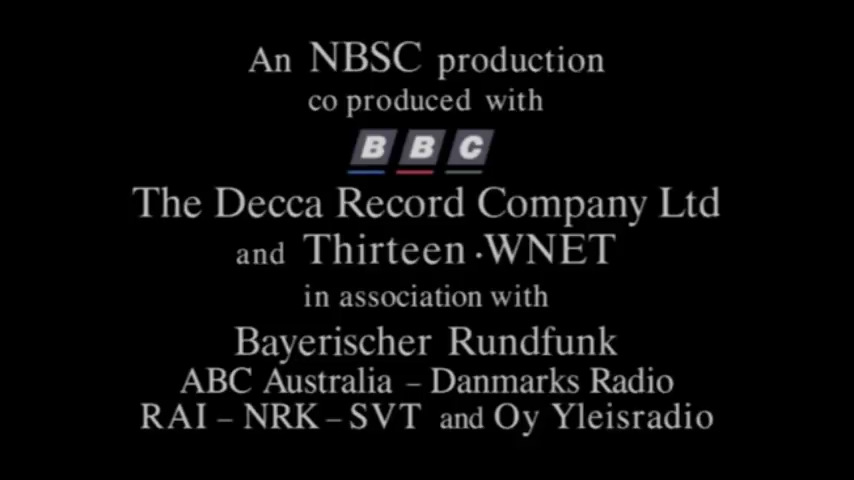 An NBSC production
co produced with
BBC
The Decca Record Company Ltd
and Thirteen·WNET
in association with
Bayerischer Rundfunk
ABC Australia – Danmarks Radio
RAI – NRK – SVT and Oy Yleisradio